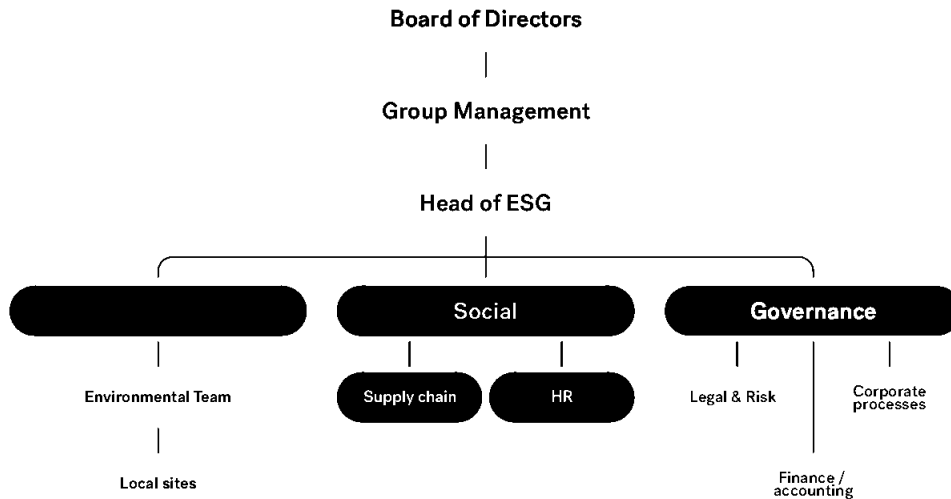 Board of Directors
Group Management
Head of ESG
Social
Governance
Environmental Team
Supply chain
HR
Legal & Risk
Corporate
processes
Local sites
Finance /
accounting